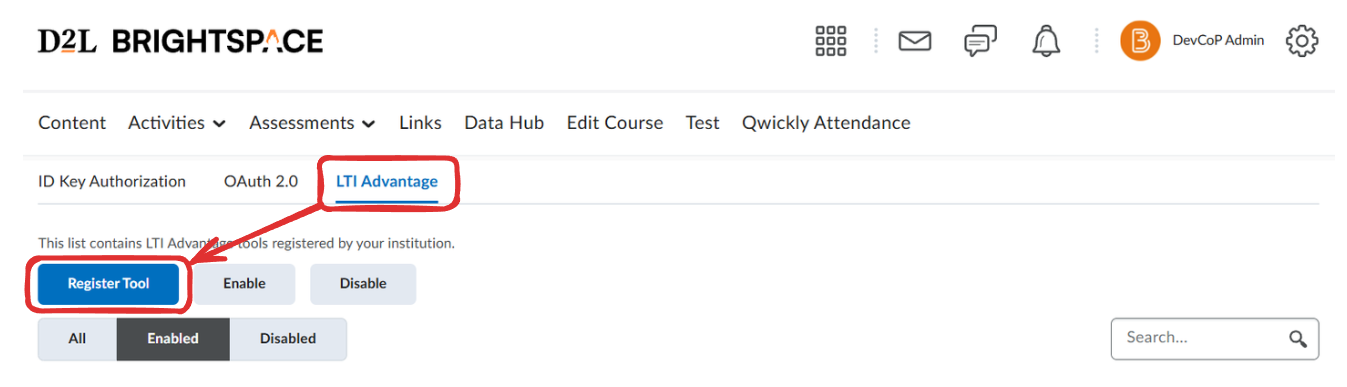 D2L BRIGHTSPACE
DevCoP Admin
Content Activities Assessments Links Data Hub Edit Course Test Qwickly Attendance
ID Key Authorization OAuth 2.0 LTI Advantage
This list contains LTI Advantage tools registered by your institution.
Register Tool Enable Disable
All Enabled Disabled Search...